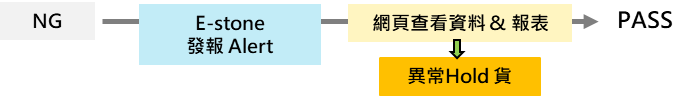 NG
E-stone
發報 Alert
網頁查看資料 & 報表
PASS
異常Hold 貨